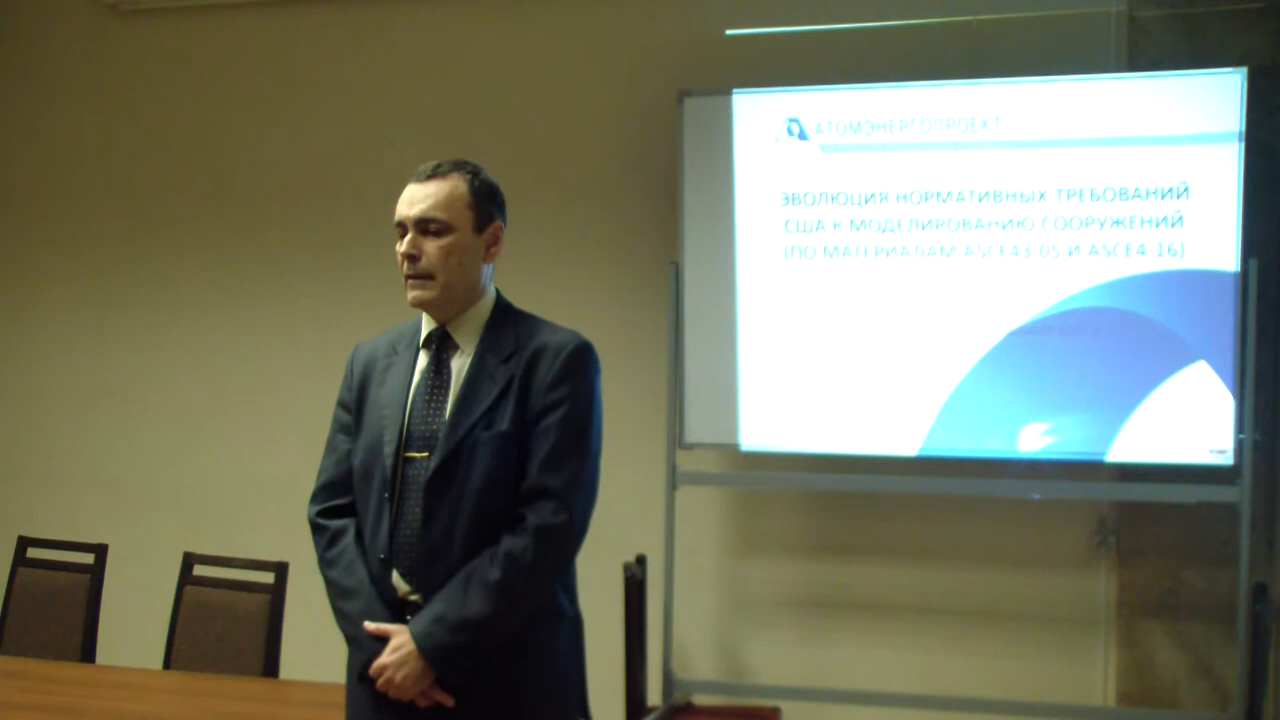 АТОМЭНЕРГОПРОЕКТ
ЭВОЛЮЦИЯ НОРМАТИВНЫХ ТРЕБОВАНИЙ
США К МОДЕЛИРОВАНИЮ СООРУЖЕНИЙ
(ПО МАТЕРИАЛАМ ASCE43-05 И ASCE4-16)